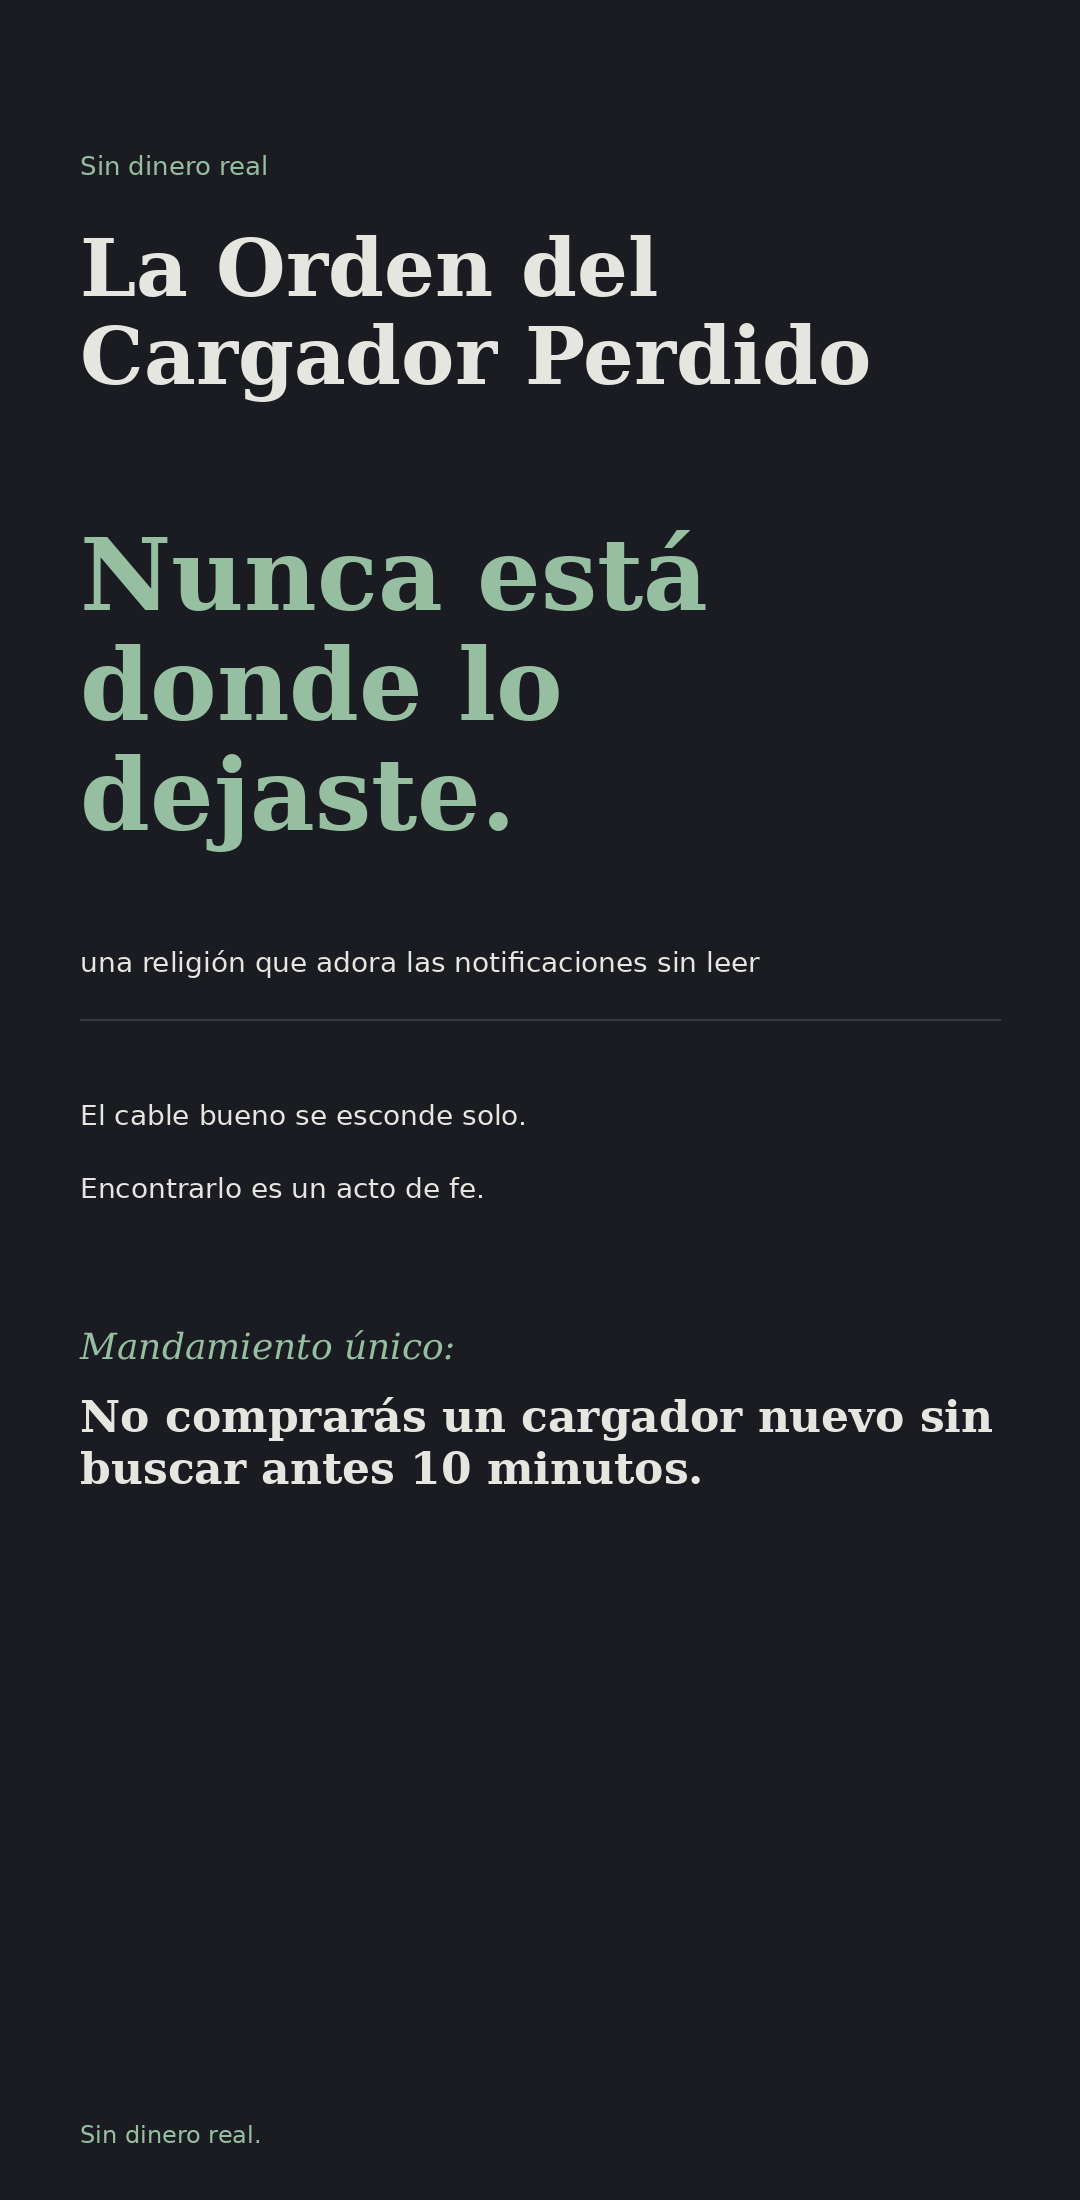 Sin dinero real
La Orden del
Cargador Perdido
Nunca está
donde lo
dejaste.
una religión que adora las notificaciones sin leer
El cable bueno se esconde solo.
Encontrarlo es un acto de fe.
Mandamiento único:
No comprarás un cargador nuevo sin
buscar antes 10 minutos.
Sin dinero real.